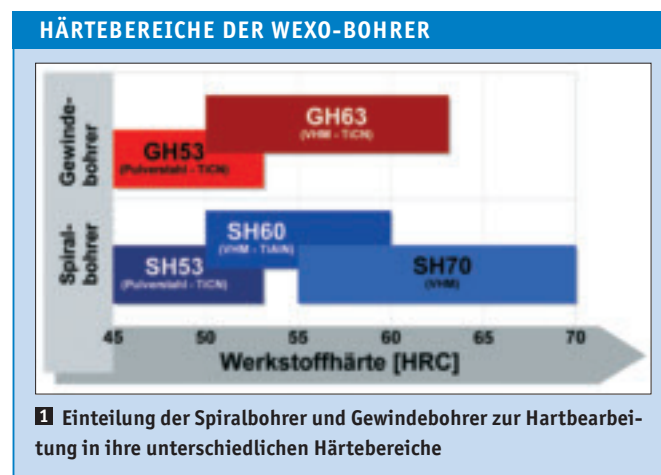 HÄRTEBEREICHE DER WEXO-BOHRER
Gewinde-
bohrer
GH63
(VHM - TiCN)
GH53
(Pulverstahl - TiCN)
Spiral-
bohrer
SH60
(VHM - TiAlN)
SH53
(Pulverstahl - TiCN)
SH70
(VHM)
45 50 55 60 65 70
Werkstoffhärte [HRC]
1 Einteilung der Spiralbohrer und Gewindebohrer zur Hartbearbei-
tung in ihre unterschiedlichen Härtebereiche